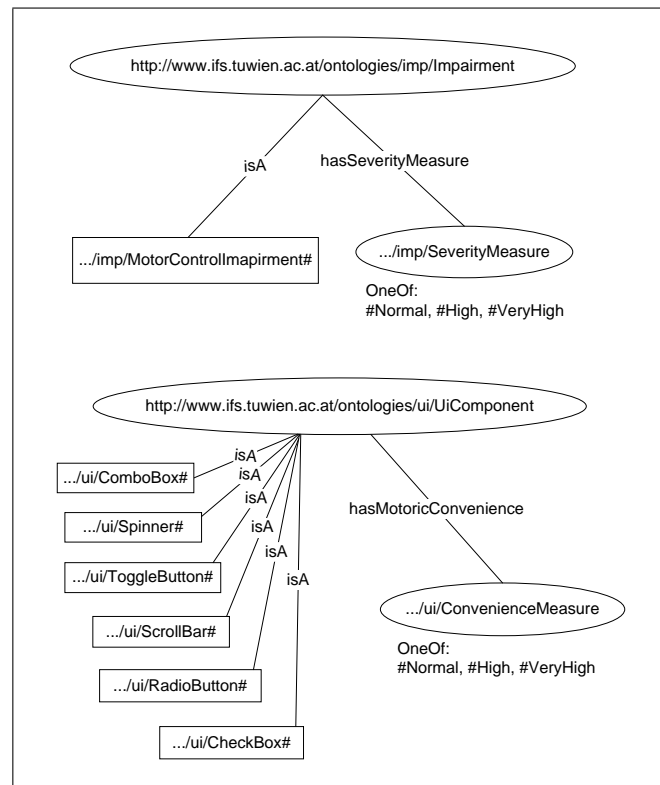 http://www.ifs.tuwien.ac.at/ontologies/imp/Impairment
isA
hasSeverityMeasure
.../imp/MotorControlImapirment#
.../imp/SeverityMeasure
OneOf:
#Normal, #High, #VeryHigh
http://www.ifs.tuwien.ac.at/ontologies/ui/UiComponent
isA
.../ui/ComboBox#
isA
isA
.../ui/Spinner#
hasMotoricConvenience
isA
isA
.../ui/ToggleButton#
isA
.../ui/ConvenienceMeasure
.../ui/ScrollBar#
OneOf:
#Normal, #High, #VeryHigh
.../ui/RadioButton#
.../ui/CheckBox#